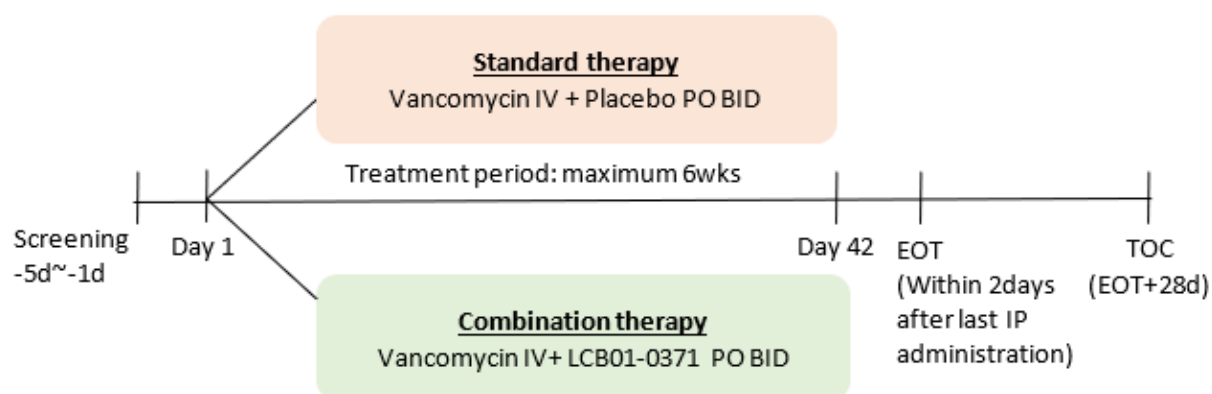 Standard therapy
Vancomycin IV + Placebo PO BID
Treatment period: maximum 6wks
Screening
-5d~-1d
Day 1
Day 42
EOT
(Within 2days
after last IP
administration)
TOC
(EOT+28d)
Combination therapy
Vancomycin IV+ LCB01-0371 PO BID